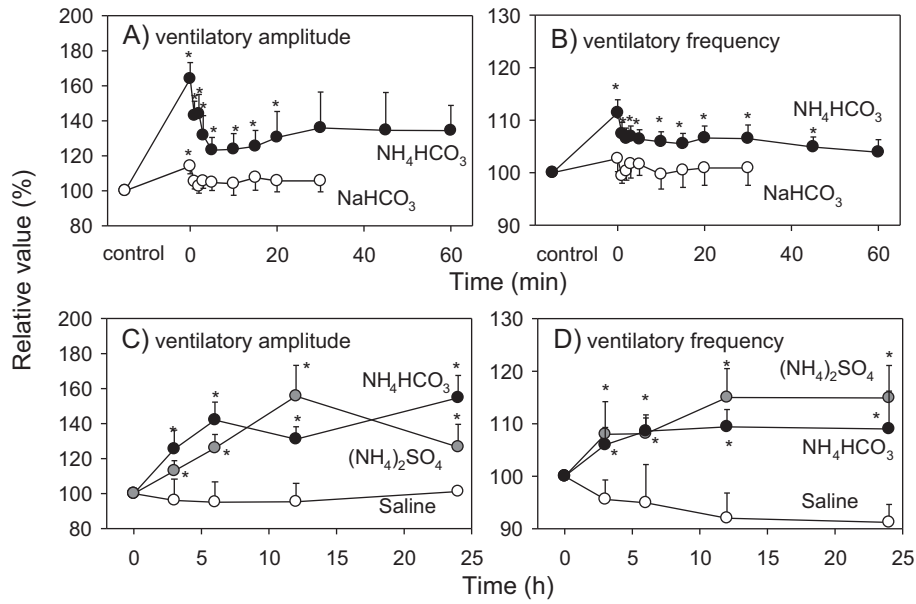 Relative value (%)
A) ventilatory amplitude
200
180
160
140
120
100
80
NH₄HCO₃
NaHCO₃
* * * * * * * * *
control 0 20 40 60
B) ventilatory frequency
130
120
110
100
90
NH₄HCO₃
NaHCO₃
* * * * * * * * *
control 0 20 40 60
Time (min)
C) ventilatory amplitude
200
180
160
140
120
100
80
NH₄HCO₃
(NH₄)₂SO₄
Saline
* * * * * * * *
0 5 10 15 20 25
D) ventilatory frequency
130
120
110
100
90
(NH₄)₂SO₄
NH₄HCO₃
Saline
* * * * * * * *
0 5 10 15 20 25
Time (h)